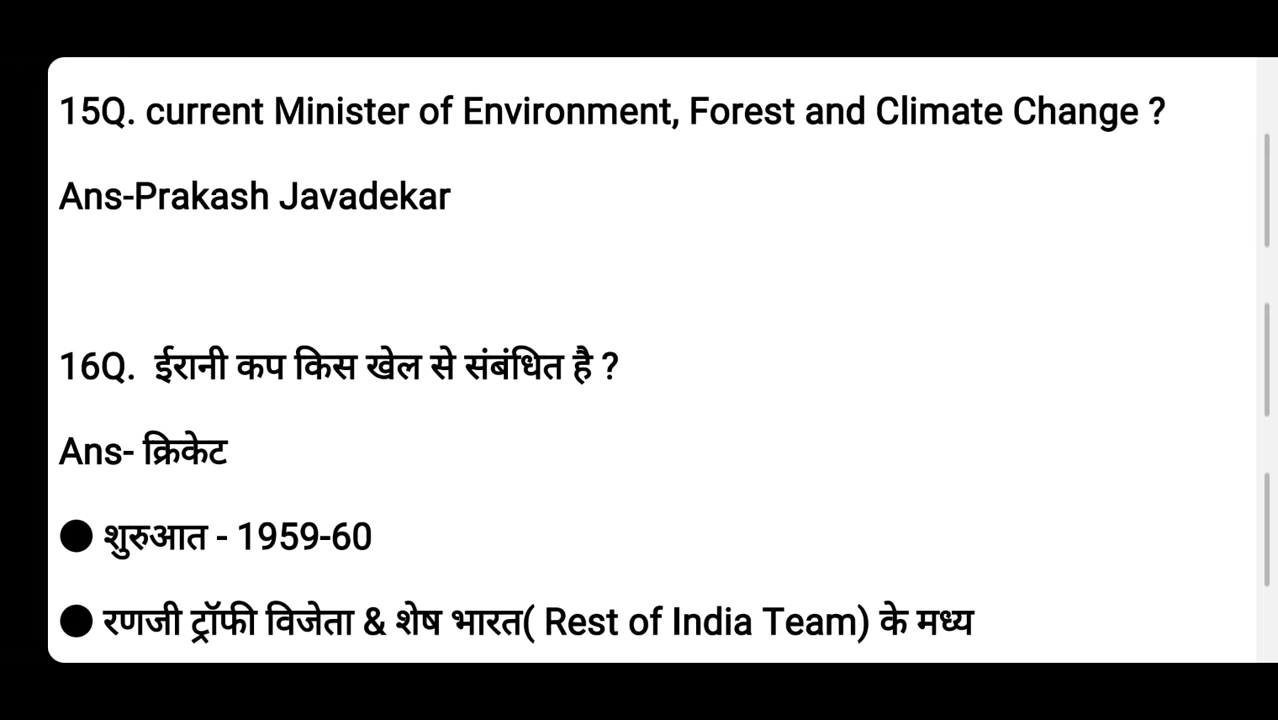 15Q. current Minister of Environment, Forest and Climate Change ?
Ans-Prakash Javadekar
16Q. ईरानी कप किस खेल से संबंधित है ?
Ans- क्रिकेट
● शुरुआत - 1959-60
● रणजी ट्रॉफी विजेता & शेष भारत( Rest of India Team) के मध्य